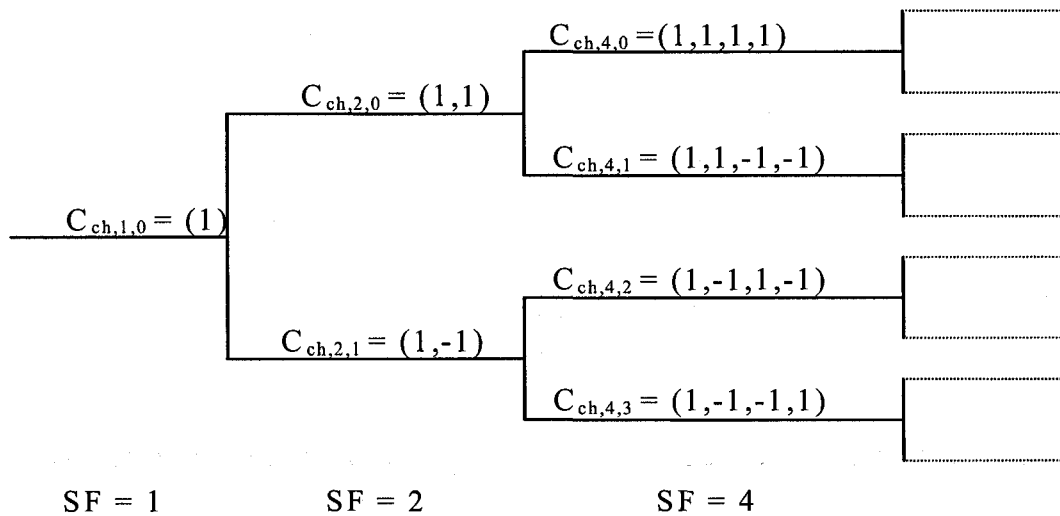 C ch,4,0 = (1,1,1,1)
C ch,2,0 = (1,1)
C ch,4,1 = (1,1,-1,-1)
C ch,1,0 = (1)
C ch,4,2 = (1,-1,1,-1)
C ch,2,1 = (1,-1)
C ch,4,3 = (1,-1,-1,1)
SF = 1
SF = 2
SF = 4